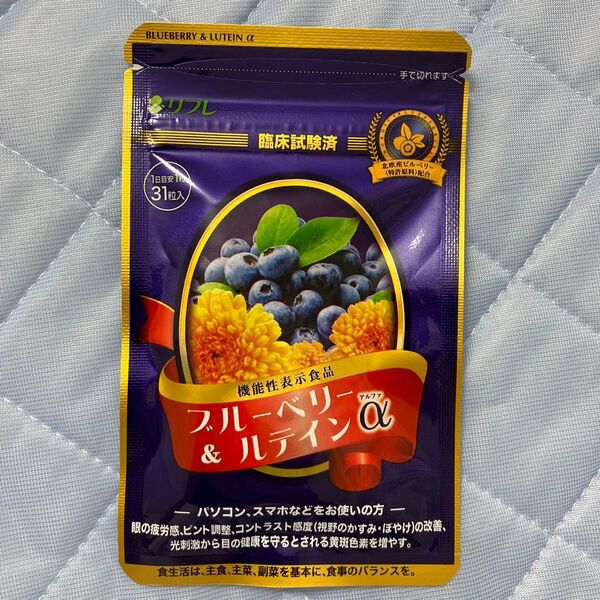 BLUEBERRY & LUTEIN α
手で切れます
リフレ
臨床試験済
北欧産ビルベリー
(特許原料)配合
1日目安1粒
31粒入
機能性表示食品
ブルーベリー
& ルテイン α
アルファ
パソコン、スマホなどをお使いの方
眼の疲労感、ピント調整、コントラスト感度(視野のかすみ・ぼやけ)の改善、
光刺激から目の健康を守るとされる黄斑色素を増やす。
食生活は、主食、主菜、副菜を基本に、食事のバランスを。